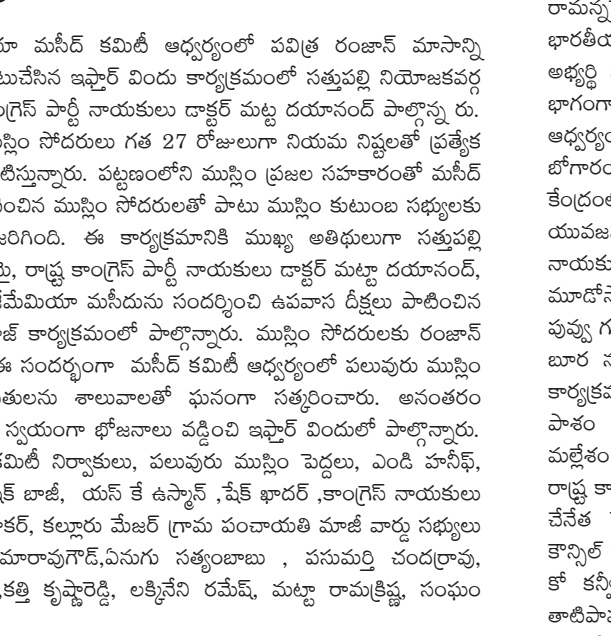 యా మసీద్ కమిటీ ఆధ్వర్యంలో పవిత్ర రంజాన్ మాసాన్ని
టుచేసిన ఇఫ్తార్ విందు కార్యక్రమంలో సత్తుపల్లి నియోజకవర్గ
ంగ్రెస్ పార్టీ నాయకులు డాక్టర్ మట్ట దయానంద్ పాల్గొన్న రు.
స్లిం సోదరులు గత 27 రోజులుగా నియమ నిష్టలతో ప్రత్యేక
టిస్తున్నారు. పట్టణంలోని ముస్లిం ప్రజల సహకారంతో మసీద్
ంచిన ముస్లిం సోదరులతో పాటు ముస్లిం కుటుంబ సభ్యులకు
జరిగింది. ఈ కార్యక్రమానికి ముఖ్య అతిథులుగా సత్తుపల్లి
మై, రాష్ట్ర కాంగ్రెస్ పార్టీ నాయకులు డాక్టర్ మట్టా దయానంద్,
జేమేమియా మసీదును సందర్శించి ఉపవాస దీక్షలు పాటించిన
జ్ కార్యక్రమంలో పాల్గొన్నారు. ముస్లిం సోదరులకు రంజాన్
ఈ సందర్భంగా మసీద్ కమిటీ ఆధ్వర్యంలో పలువురు ముస్లిం
తులను శాలువాలతో ఘనంగా సత్కరించారు. అనంతరం
స్వయంగా భోజనాలు వడ్డించి ఇఫ్తార్ విందులో పాల్గొన్నారు.
కమిటీ నిర్వాకులు, పలువురు ముస్లిం పెద్దలు, ఎండి హనీఫ్,
క్ బాజీ, యస్ కే ఉస్మాన్ ,షేక్ ఖాదర్ ,కాంగ్రెస్ నాయకులు
కర్, కల్లూరు మేజర్ గ్రామ పంచాయతి మాజీ వార్డు సభ్యులు
మారావుగౌడ్,ఏనుగు సత్యంబాబు , పసుమర్తి చందర్రావు,
,కత్తి కృష్ణారెడ్డి, లక్కినేని రమేష్, మట్టా రామక్రిష్ణ, సంఘం
రామన్న
భారతీయ
అభ్యర్థి
భాగంగా
ఆధ్వర్యం
బోగారం
కేంద్రంల
యువజన
నాయకు
మూడోస
పువ్వు గ
బూర న
కార్యక్రమ
పాశం
మల్లేశం
రాష్ట్ర కా
చేనేత
కౌన్సిల్
కో కన్వీ
తాటిపా